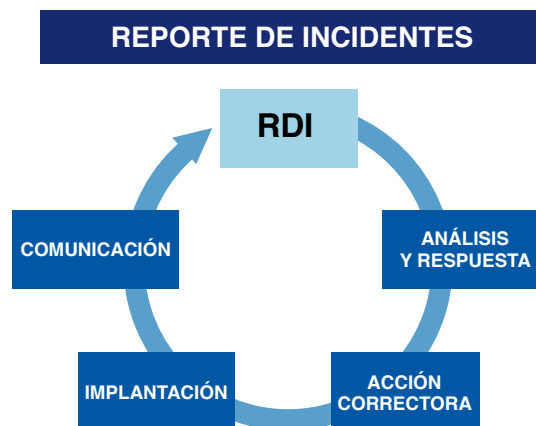 REPORTE DE INCIDENTES
RDI
ANÁLISIS
Y RESPUESTA
ACCIÓN
CORRECTORA
IMPLANTACIÓN
COMUNICACIÓN